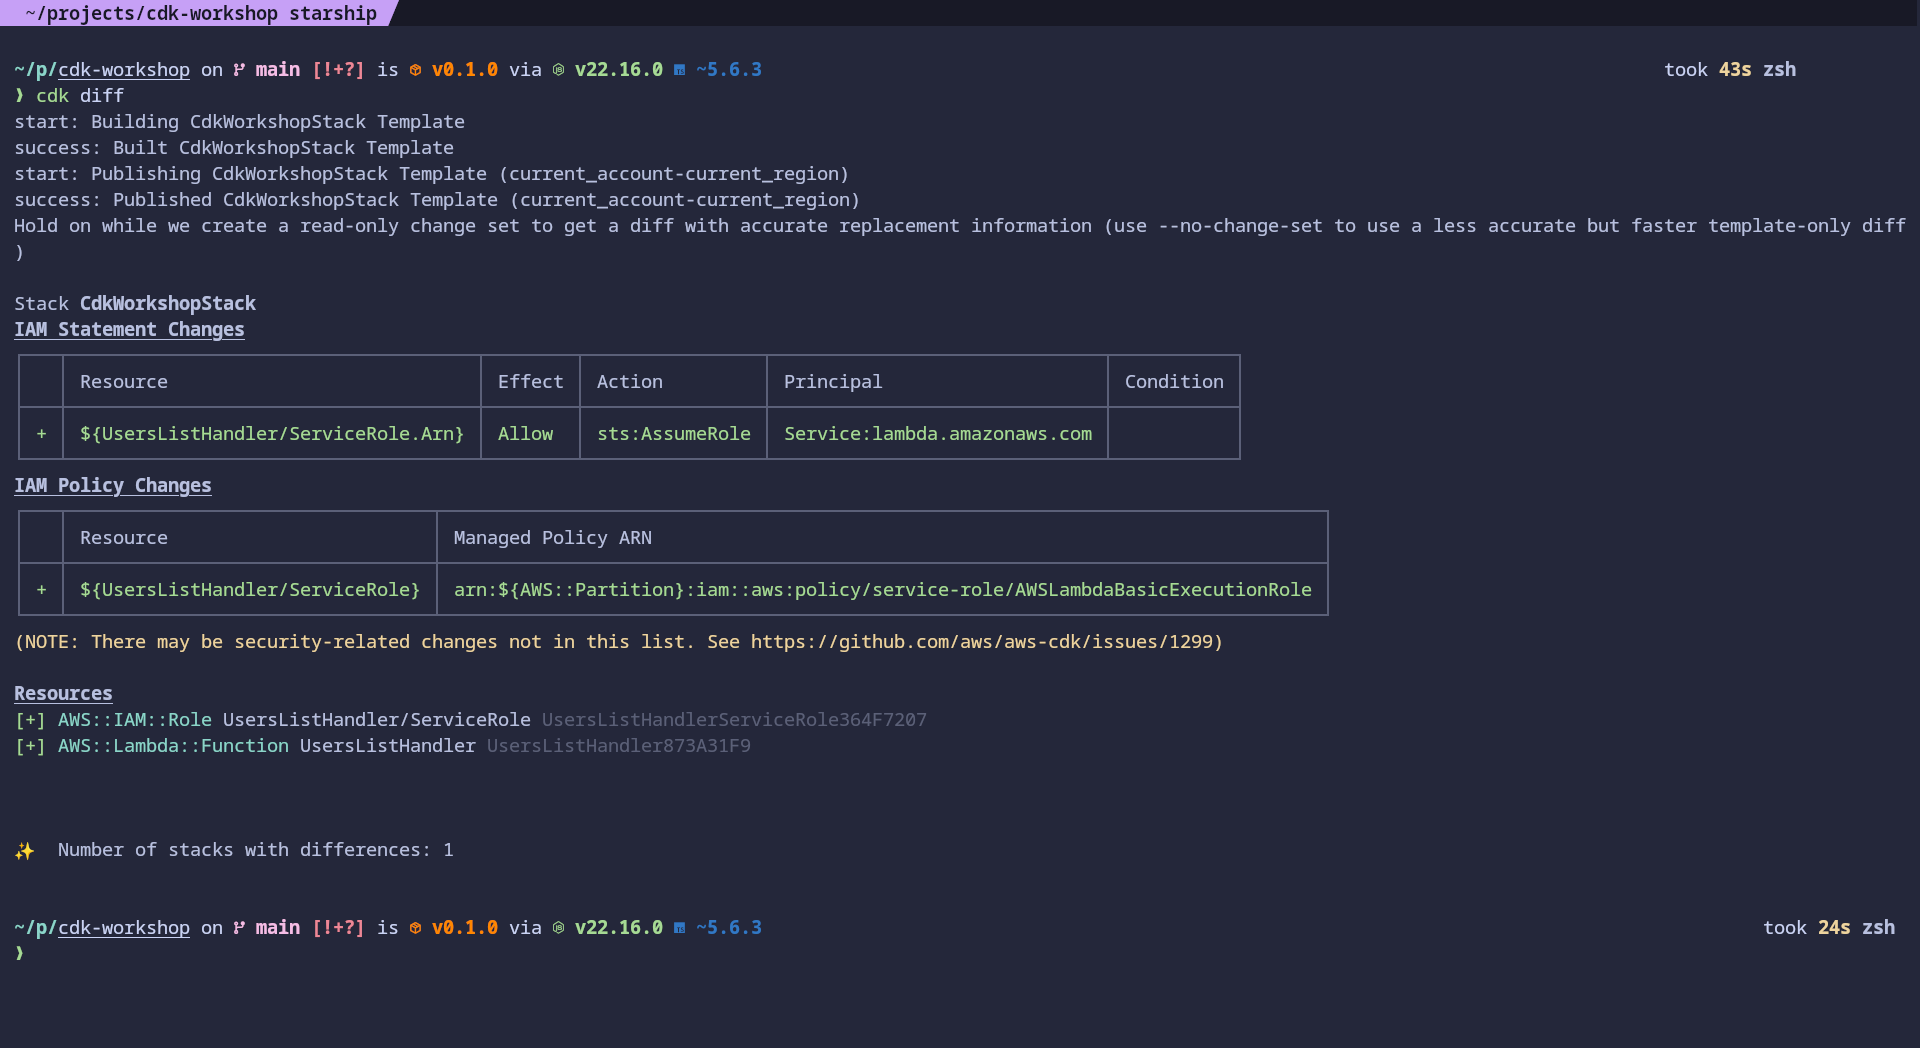 ~/projects/cdk-workshop starship
~/p/cdk-workshop on main [!+?] is v0.1.0 via v22.16.0 ~5.6.3 took 43s zsh
❱ cdk diff
start: Building CdkWorkshopStack Template
success: Built CdkWorkshopStack Template
start: Publishing CdkWorkshopStack Template (current_account-current_region)
success: Published CdkWorkshopStack Template (current_account-current_region)
Hold on while we create a read-only change set to get a diff with accurate replacement information (use --no-change-set to use a less accurate but faster template-only diff
)
Stack CdkWorkshopStack
IAM Statement Changes
Resource Effect Action Principal Condition
+ ${UsersListHandler/ServiceRole.Arn} Allow sts:AssumeRole Service:lambda.amazonaws.com
IAM Policy Changes
Resource Managed Policy ARN
+ ${UsersListHandler/ServiceRole} arn:${AWS::Partition}:iam::aws:policy/service-role/AWSLambdaBasicExecutionRole
(NOTE: There may be security-related changes not in this list. See https://github.com/aws/aws-cdk/issues/1299)
Resources
[+] AWS::IAM::Role UsersListHandler/ServiceRole UsersListHandlerServiceRole364F7207
[+] AWS::Lambda::Function UsersListHandler UsersListHandler873A31F9
✨ Number of stacks with differences: 1
~/p/cdk-workshop on main [!+?] is v0.1.0 via v22.16.0 ~5.6.3 took 24s zsh
❱